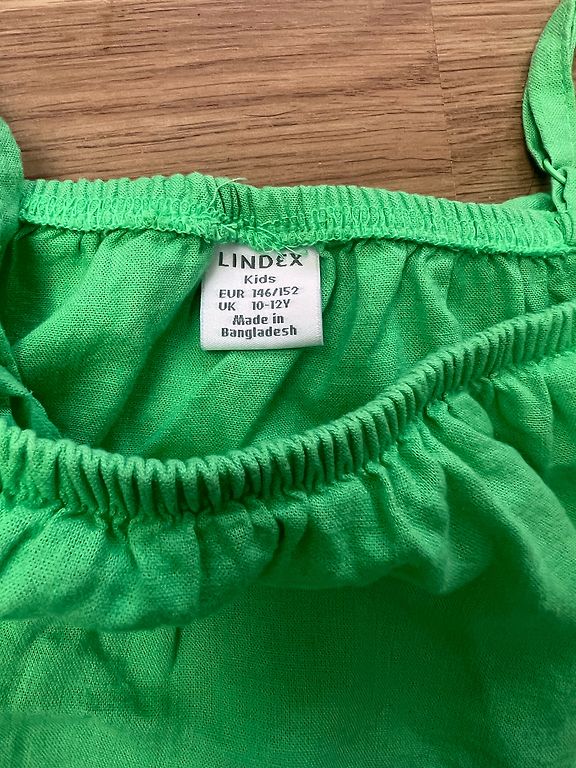 LINDEX
Kids
EUR 146/152
UK 10-12Y
Made in
Bangladesh